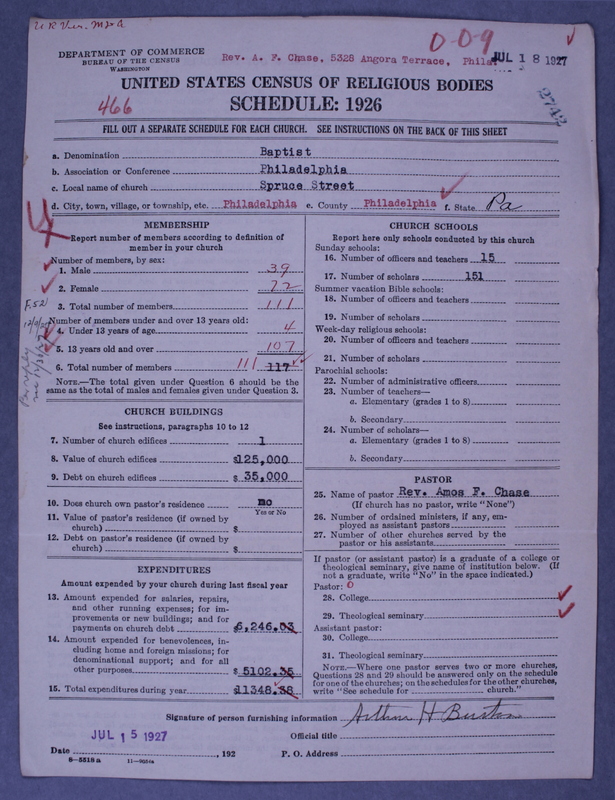 DEPARTMENT OF COMMERCE
BUREAU OF THE CENSUS
WASHINGTON
Rev. A. F. Chase, 5328 Angora Terrace, Phila.
0-0-9
JUL 18 1927
2742
466
UNITED STATES CENSUS OF RELIGIOUS BODIES
SCHEDULE: 1926
FILL OUT A SEPARATE SCHEDULE FOR EACH CHURCH. SEE INSTRUCTIONS ON THE BACK OF THIS SHEET
a. Denomination Baptist
b. Association or Conference Philadelphia
c. Local name of church Spruce Street
d. City, town, village, or township, etc. Philadelphia e. County Philadelphia f. State Pa
MEMBERSHIP
Report number of members according to definition of member in your church
Number of members, by sex:
1. Male 39
2. Female 72
3. Total number of members 111
Number of members under and over 13 years old:
4. Under 13 years of age 4
5. 13 years old and over 107
6. Total number of members 111 117
NOTE.—The total given under Question 6 should be the same as the total of males and females given under Question 3.
CHURCH BUILDINGS
See instructions, paragraphs 10 to 12
7. Number of church edifices 1
8. Value of church edifices $125,000
9. Debt on church edifices $ 35,000
10. Does church own pastor's residence no
Yes or No
11. Value of pastor's residence (if owned by church) $
12. Debt on pastor's residence (if owned by church) $
EXPENDITURES
Amount expended by your church during last fiscal year
13. Amount expended for salaries, repairs, and other running expenses; for improvements or new buildings; and for payments on church debt $6,246.03
14. Amount expended for benevolences, including home and foreign missions; for denominational support; and for all other purposes $ 5102.35
15. Total expenditures during year $11348.38
CHURCH SCHOOLS
Report here only schools conducted by this church
Sunday schools:
16. Number of officers and teachers 15
17. Number of scholars 151
Summer vacation Bible schools:
18. Number of officers and teachers
19. Number of scholars
Week-day religious schools:
20. Number of officers and teachers
21. Number of scholars
Parochial schools:
22. Number of administrative officers
23. Number of teachers—
a. Elementary (grades 1 to 8)
b. Secondary
24. Number of scholars—
a. Elementary (grades 1 to 8)
b. Secondary
PASTOR
25. Name of pastor Rev. Amos F. Chase
(If church has no pastor, write "None")
26. Number of ordained ministers, if any, employed as assistant pastors
27. Number of other churches served by the pastor or his assistants
If pastor (or assistant pastor) is a graduate of a college or theological seminary, give name of institution below. (If not a graduate, write "No" in the space indicated.)
Pastor: 0
28. College
29. Theological seminary
Assistant pastor:
30. College
31. Theological seminary
NOTE.—Where one pastor serves two or more churches, Questions 28 and 29 should be answered only on the schedule for one of the churches; on the schedules for the other churches, write "See schedule for church."
Signature of person furnishing information Arthur H Burton
Official title
JUL 15 1927
Date , 192
P. O. Address
8—5518 a